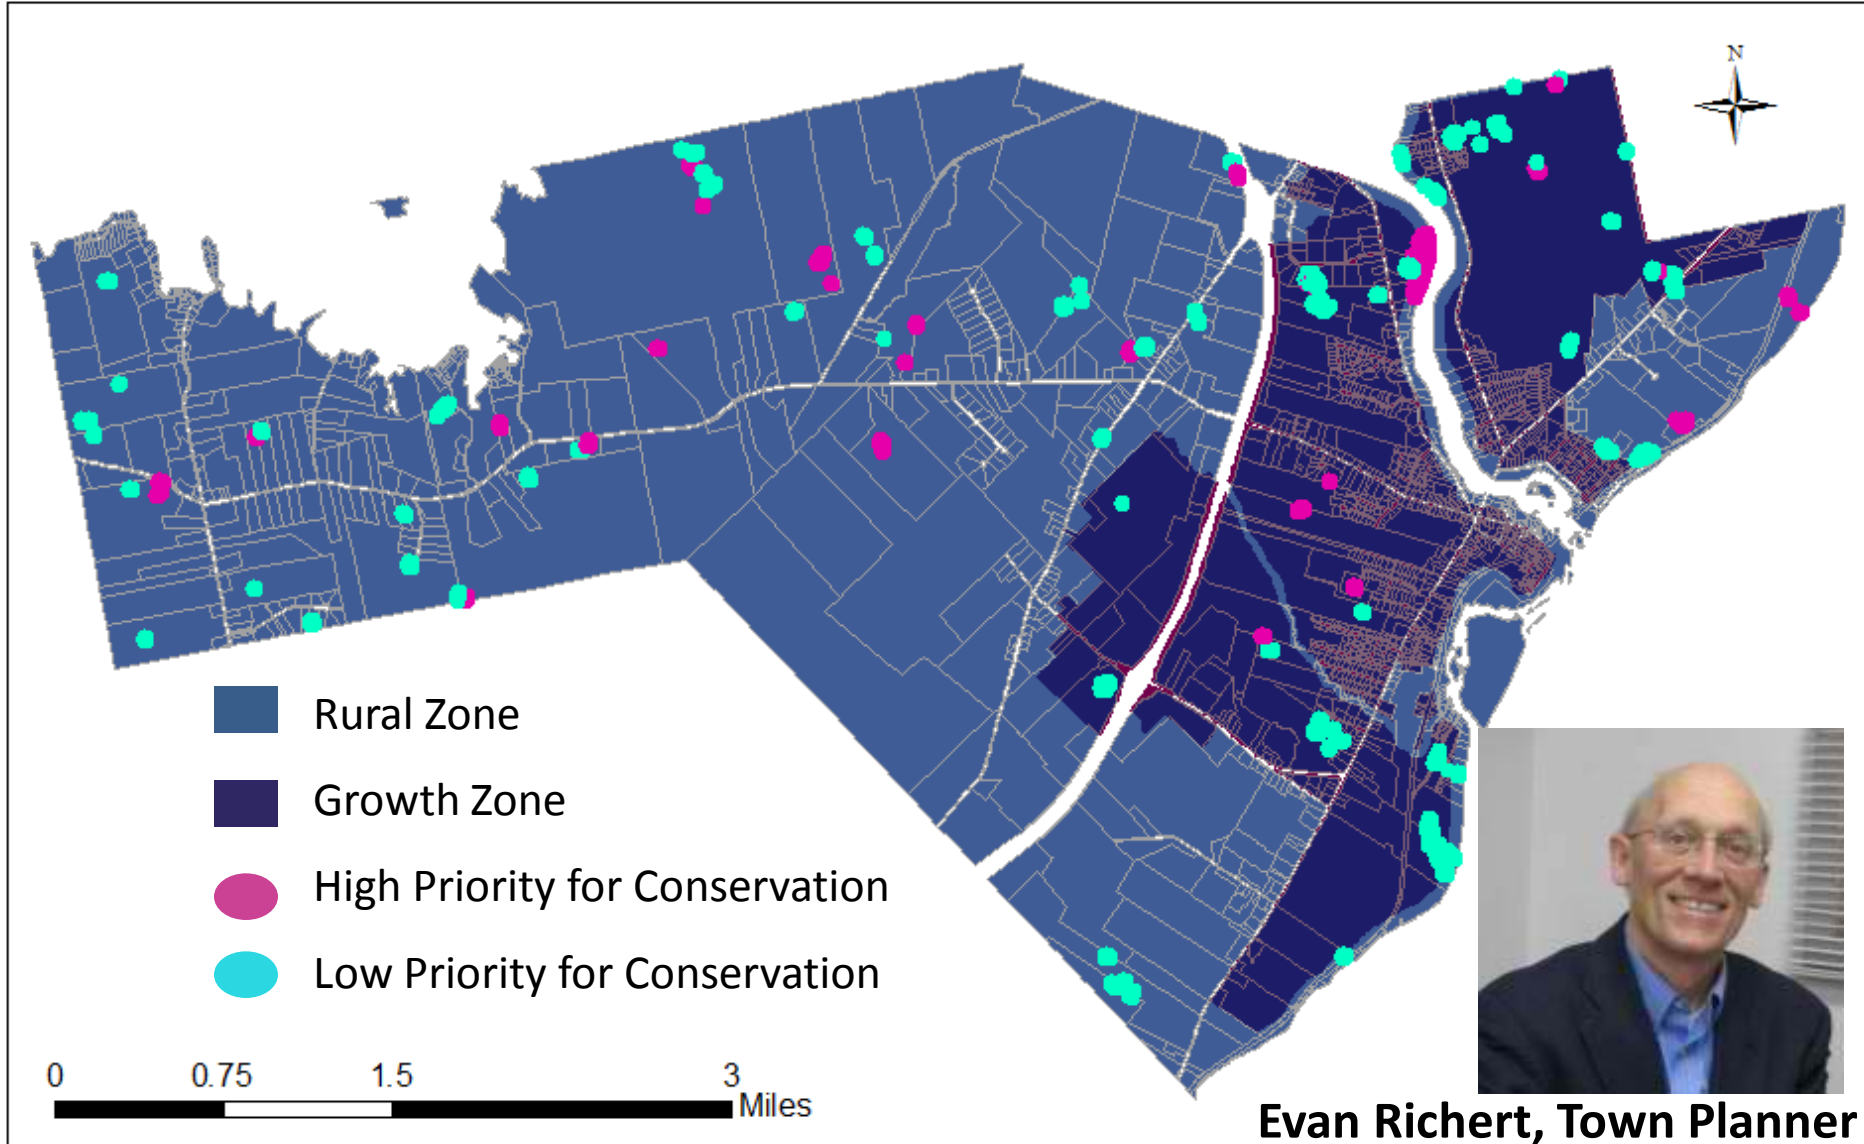 N
Rural Zone
Growth Zone
High Priority for Conservation
Low Priority for Conservation
0 0.75 1.5 3
Miles
Evan Richert, Town Planner